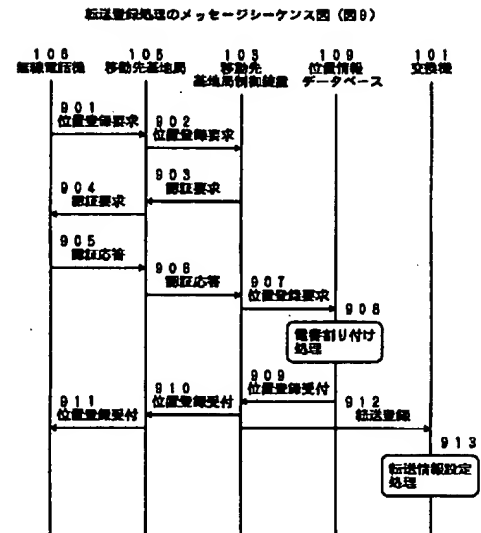 転送登録処理のメッセージシーケンス図（図９）
１０６
無線電話機
１０５
移動先基地局
１０３
移動先
基地局制御装置
１０９
位置情報
データベース
１０１
交換機
９０１
位置登録要求
９０２
位置登録要求
９０３
認証要求
９０４
認証要求
９０５
認証応答
９０６
認証応答
９０７
位置登録要求
９０８
電番割り付け
処理
９０９
位置登録受付
９１０
位置登録受付
９１１
位置登録受付
９１２
転送登録
９１３
転送情報設定
処理